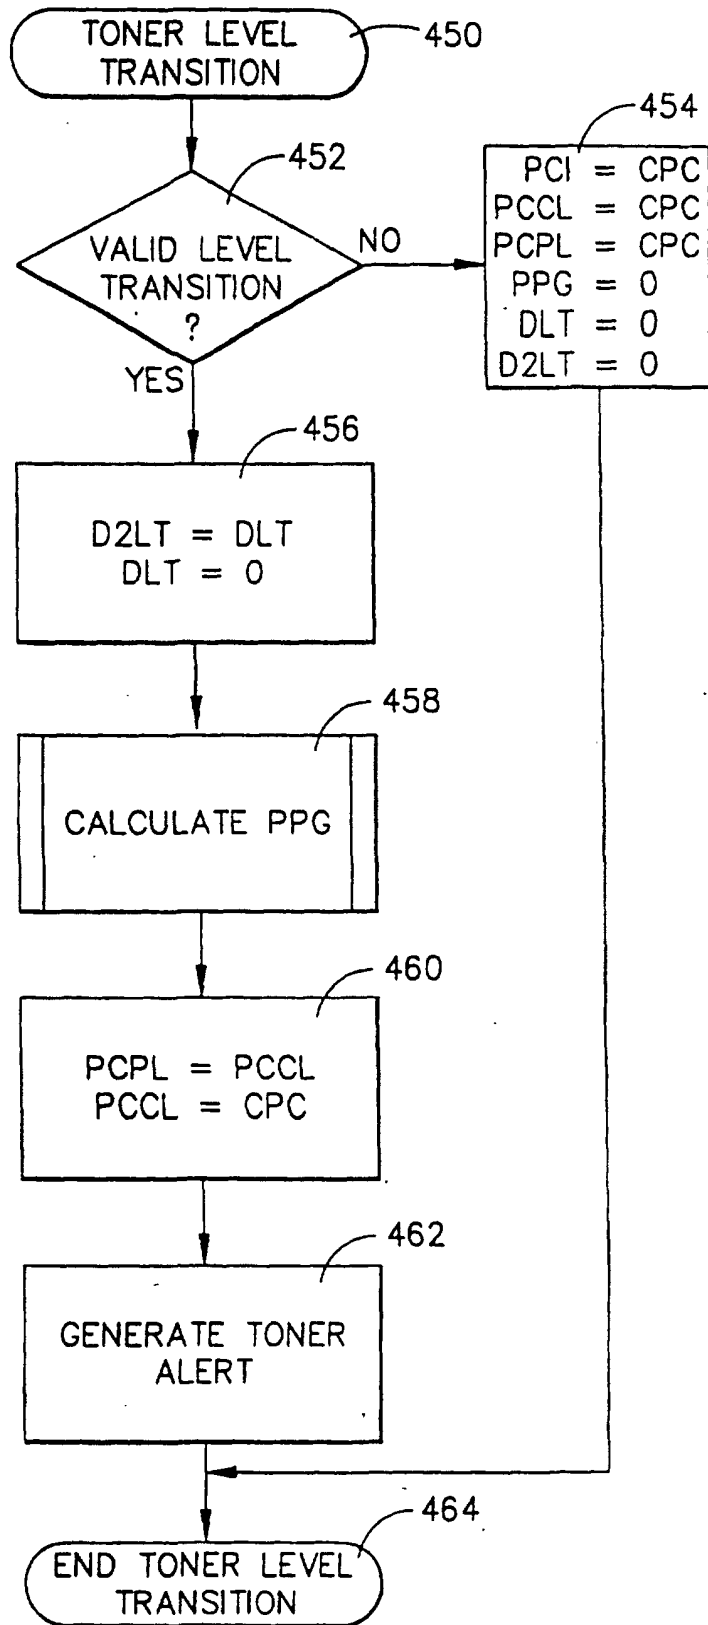 TONER LEVEL
TRANSITION
450
452
VALID LEVEL
TRANSITION
?
NO
YES
454
PCI = CPC
PCCL = CPC
PCPL = CPC
PPG = 0
DLT = 0
D2LT = 0
456
D2LT = DLT
DLT = 0
458
CALCULATE PPG
460
PCPL = PCCL
PCCL = CPC
462
GENERATE TONER
ALERT
464
END TONER LEVEL
TRANSITION